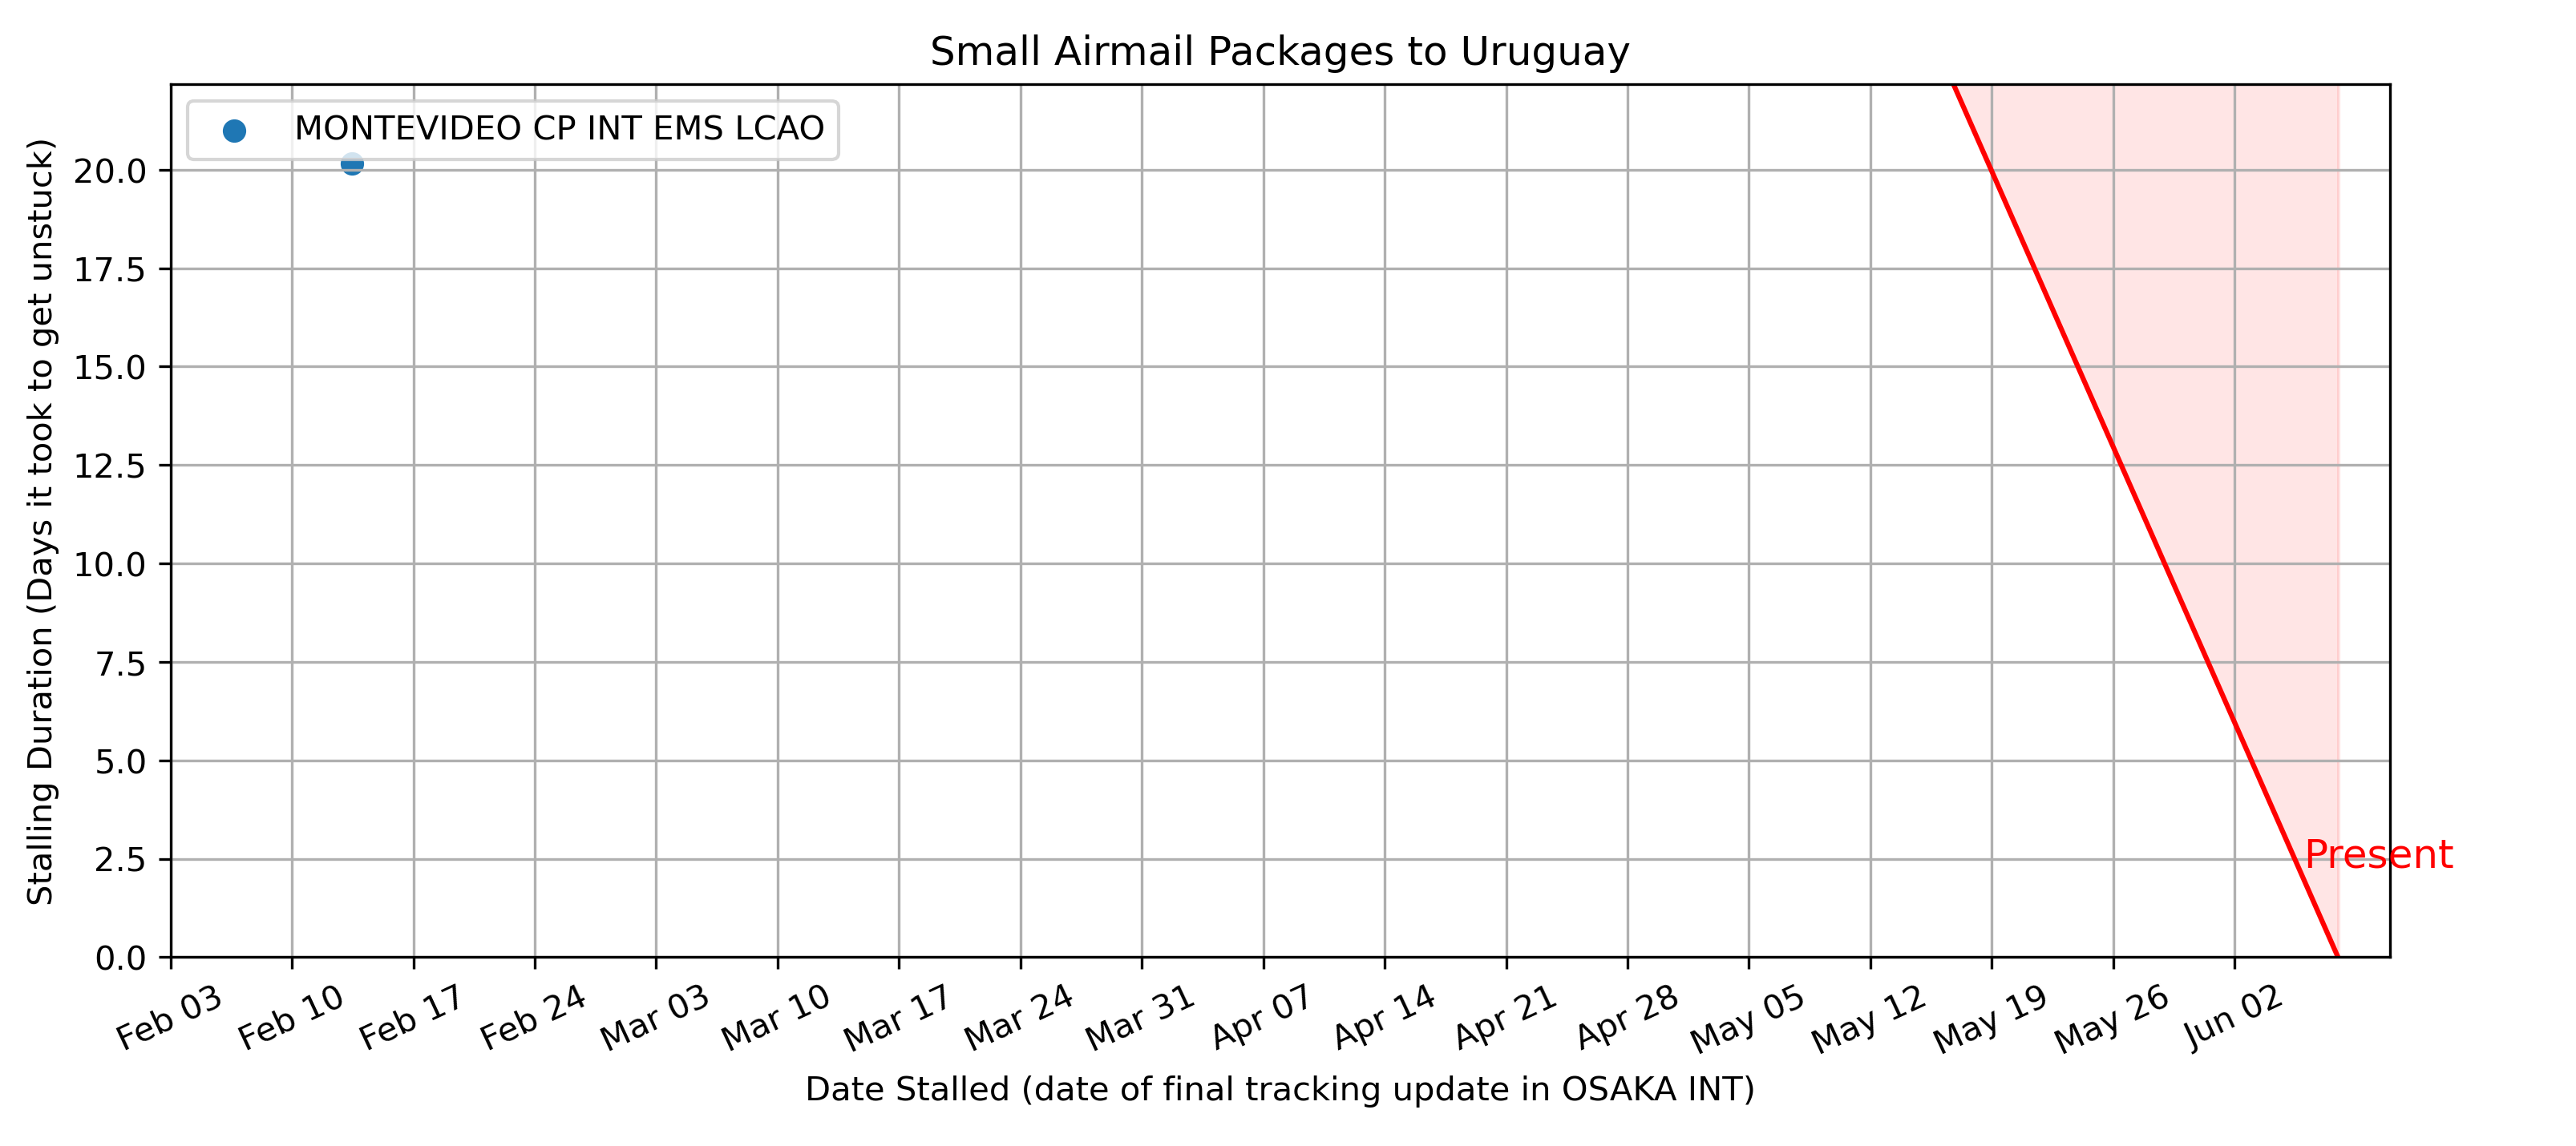 Small Airmail Packages to Uruguay
MONTEVIDEO CP INT EMS LCAO
Stalling Duration (Days it took to get unstuck)
20.0
17.5
15.0
12.5
10.0
7.5
5.0
2.5
0.0
Present
Feb 03
Feb 10
Feb 17
Feb 24
Mar 03
Mar 10
Mar 17
Mar 24
Mar 31
Apr 07
Apr 14
Apr 21
Apr 28
May 05
May 12
May 19
May 26
Jun 02
Date Stalled (date of final tracking update in OSAKA INT)